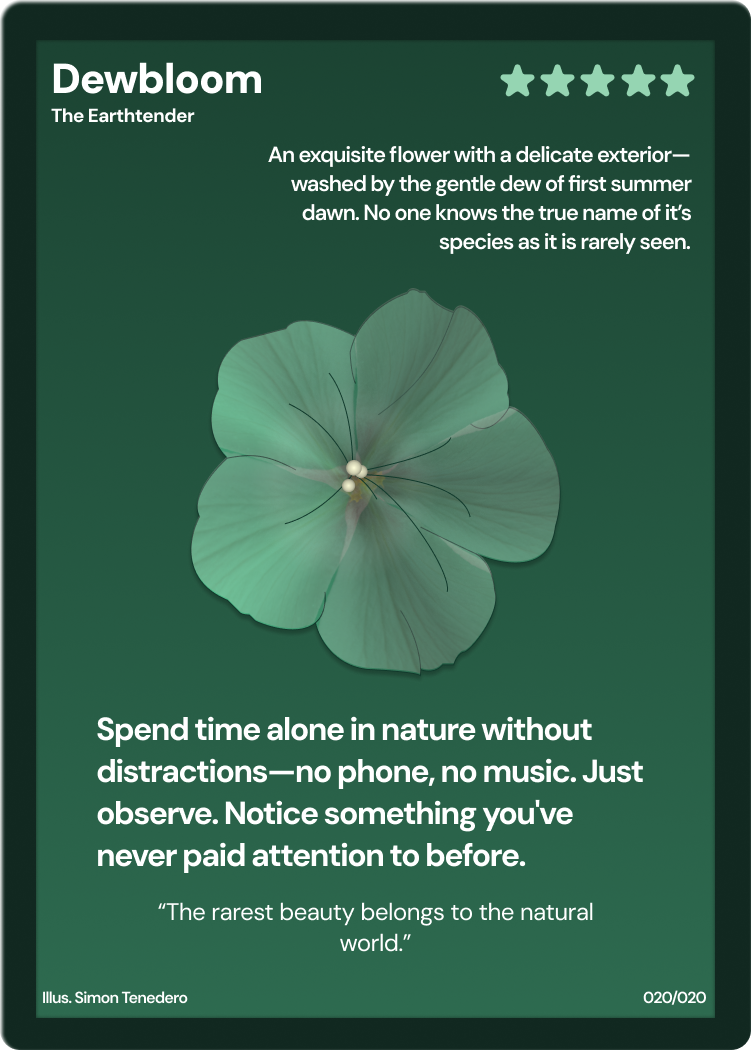 Dewbloom
The Earthtender
An exquisite flower with a delicate exterior—
washed by the gentle dew of first summer
dawn. No one knows the true name of it’s
species as it is rarely seen.
Spend time alone in nature without
distractions—no phone, no music. Just
observe. Notice something you've
never paid attention to before.
“The rarest beauty belongs to the natural
world.”
Illus. Simon Tenedero
020/020